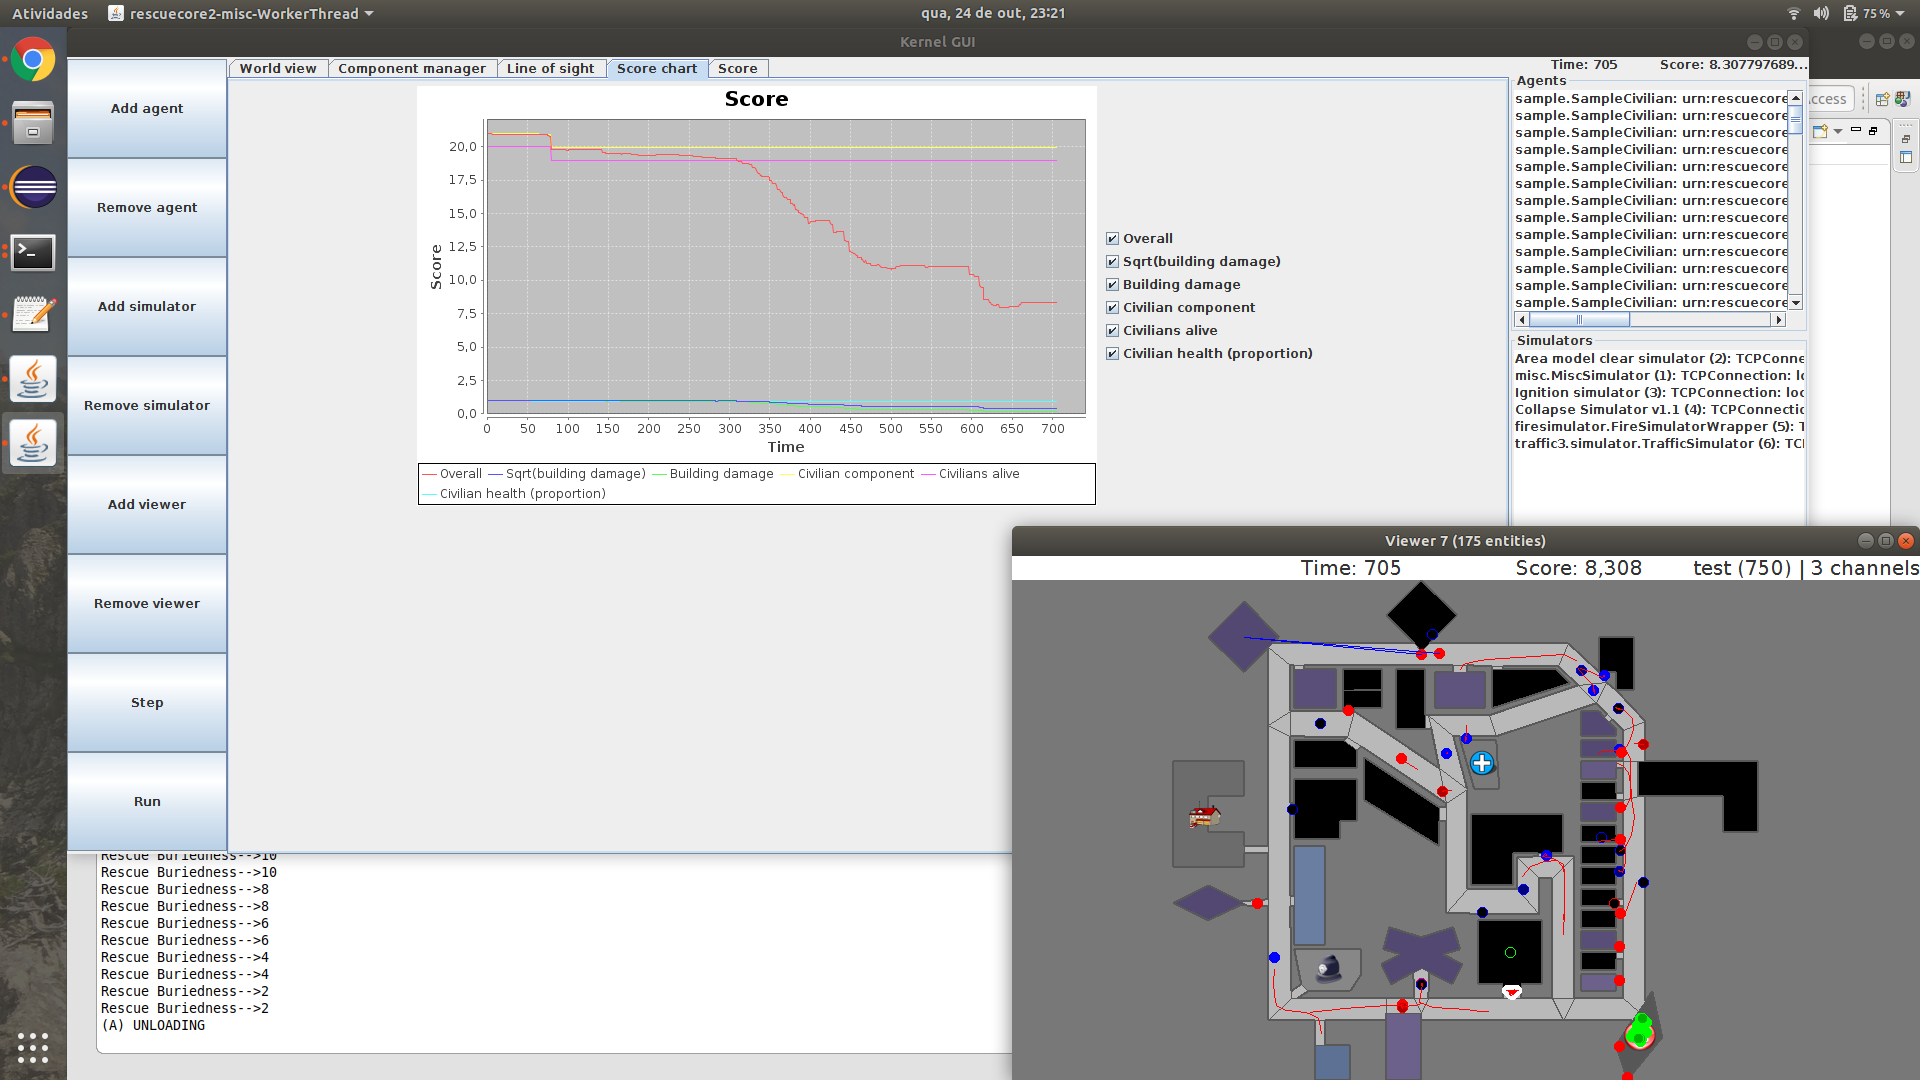 Atividades
rescuecore2-misc-WorkerThread
qua, 24 de out, 23:21
75 %
Kernel GUI
Add agent
Remove agent
Add simulator
Remove simulator
Add viewer
Remove viewer
Step
Run
World view
Component manager
Line of sight
Score chart
Score
Time: 705
Score: 8.307797689...
Score
Score
20,0
17,5
15,0
12,5
10,0
7,5
5,0
2,5
0,0
0 50 100 150 200 250 300 350 400 450 500 550 600 650 700
Time
Overall Sqrt(building damage) Building damage Civilian component Civilians alive
Civilian health (proportion)
Overall
Sqrt(building damage)
Building damage
Civilian component
Civilians alive
Civilian health (proportion)
Agents
sample.SampleCivilian: urn:rescuecore
sample.SampleCivilian: urn:rescuecore
sample.SampleCivilian: urn:rescuecore
sample.SampleCivilian: urn:rescuecore
sample.SampleCivilian: urn:rescuecore
sample.SampleCivilian: urn:rescuecore
sample.SampleCivilian: urn:rescuecore
sample.SampleCivilian: urn:rescuecore
sample.SampleCivilian: urn:rescuecore
sample.SampleCivilian: urn:rescuecore
sample.SampleCivilian: urn:rescuecore
sample.SampleCivilian: urn:rescuecore
sample.SampleCivilian: urn:rescuecore
Simulators
Area model clear simulator (2): TCPConne
misc.MiscSimulator (1): TCPConnection: lo
Ignition simulator (3): TCPConnection: loc
Collapse Simulator v1.1 (4): TCPConnectio
firesimulator.FireSimulatorWrapper (5): T
traffic3.simulator.TrafficSimulator (6): TCI
ccess
Rescue Buriedness-->10
Rescue Buriedness-->10
Rescue Buriedness-->8
Rescue Buriedness-->8
Rescue Buriedness-->6
Rescue Buriedness-->6
Rescue Buriedness-->4
Rescue Buriedness-->4
Rescue Buriedness-->2
Rescue Buriedness-->2
(A) UNLOADING
Viewer 7 (175 entities)
Time: 705
Score: 8,308
test (750) | 3 channels